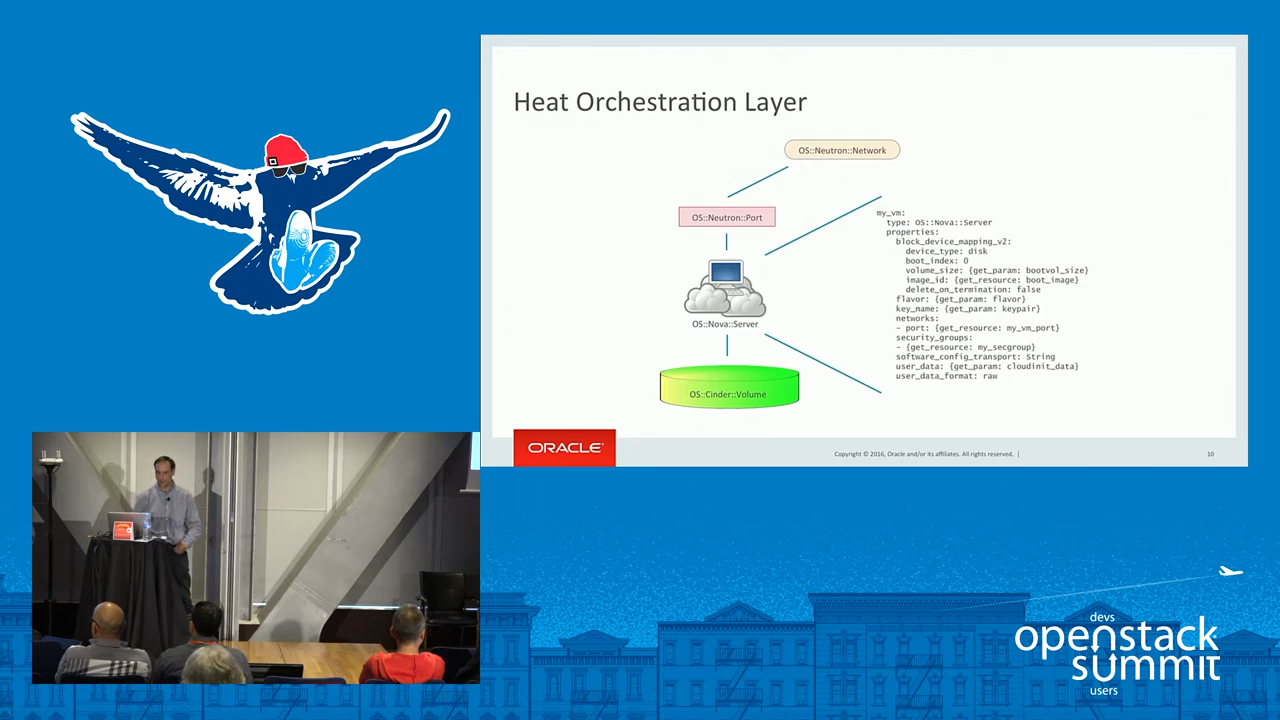 Heat Orchestration Layer
OS::Neutron::Network
OS::Neutron::Port
OS::Nova::Server
OS::Cinder::Volume
my_vm:
  type: OS::Nova::Server
  properties:
    block_device_mapping_v2:
      device_type: disk
      boot_index: 0
      volume_size: {get_param: bootvol_size}
      image_id: {get_resource: boot_image}
      delete_on_termination: false
    flavor: {get_param: flavor}
    key_name: {get_param: keypair}
    networks:
    - port: {get_resource: my_vm_port}
    security_groups:
    - {get_resource: my_secgroup}
    software_config_transport: String
    user_data: {get_param: cloudinit_data}
    user_data_format: raw
ORACLE
Copyright © 2016, Oracle and/or its affiliates. All rights reserved. |
10
devs
openstack
summit
users